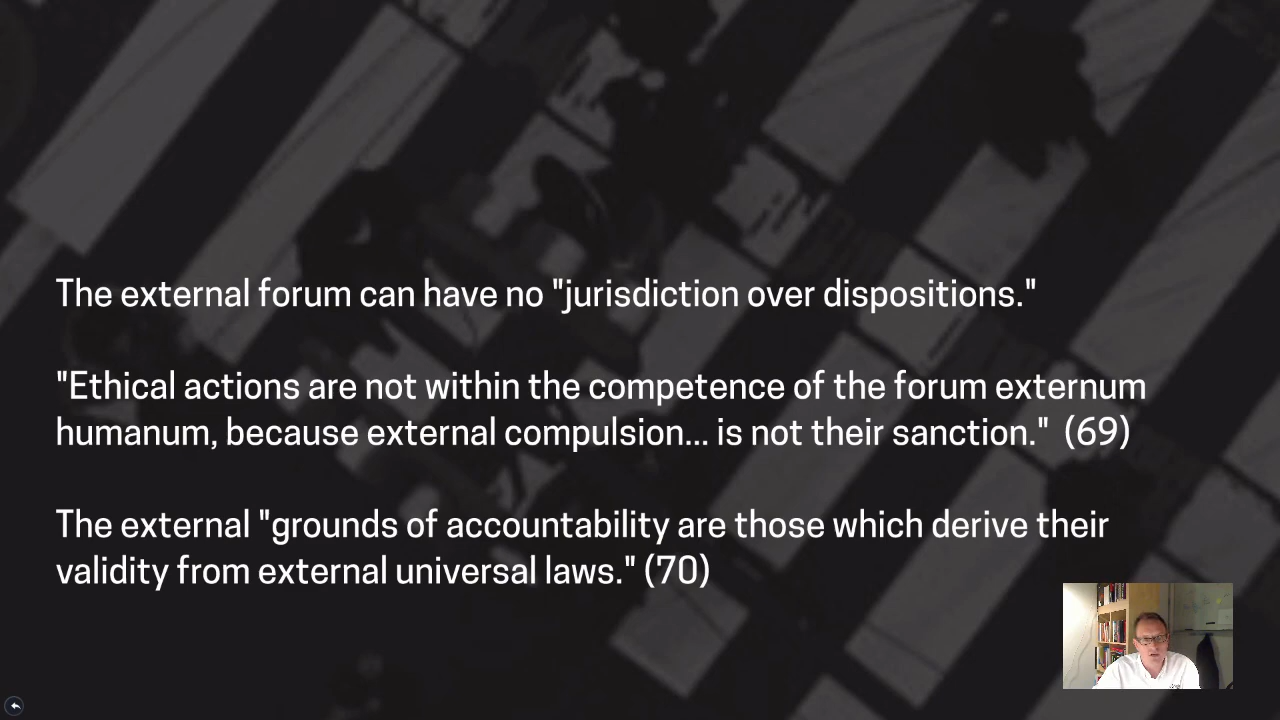 The external forum can have no "jurisdiction over dispositions."
"Ethical actions are not within the competence of the forum externum
humanum, because external compulsion... is not their sanction." (69)
The external "grounds of accountability are those which derive their
validity from external universal laws." (70)